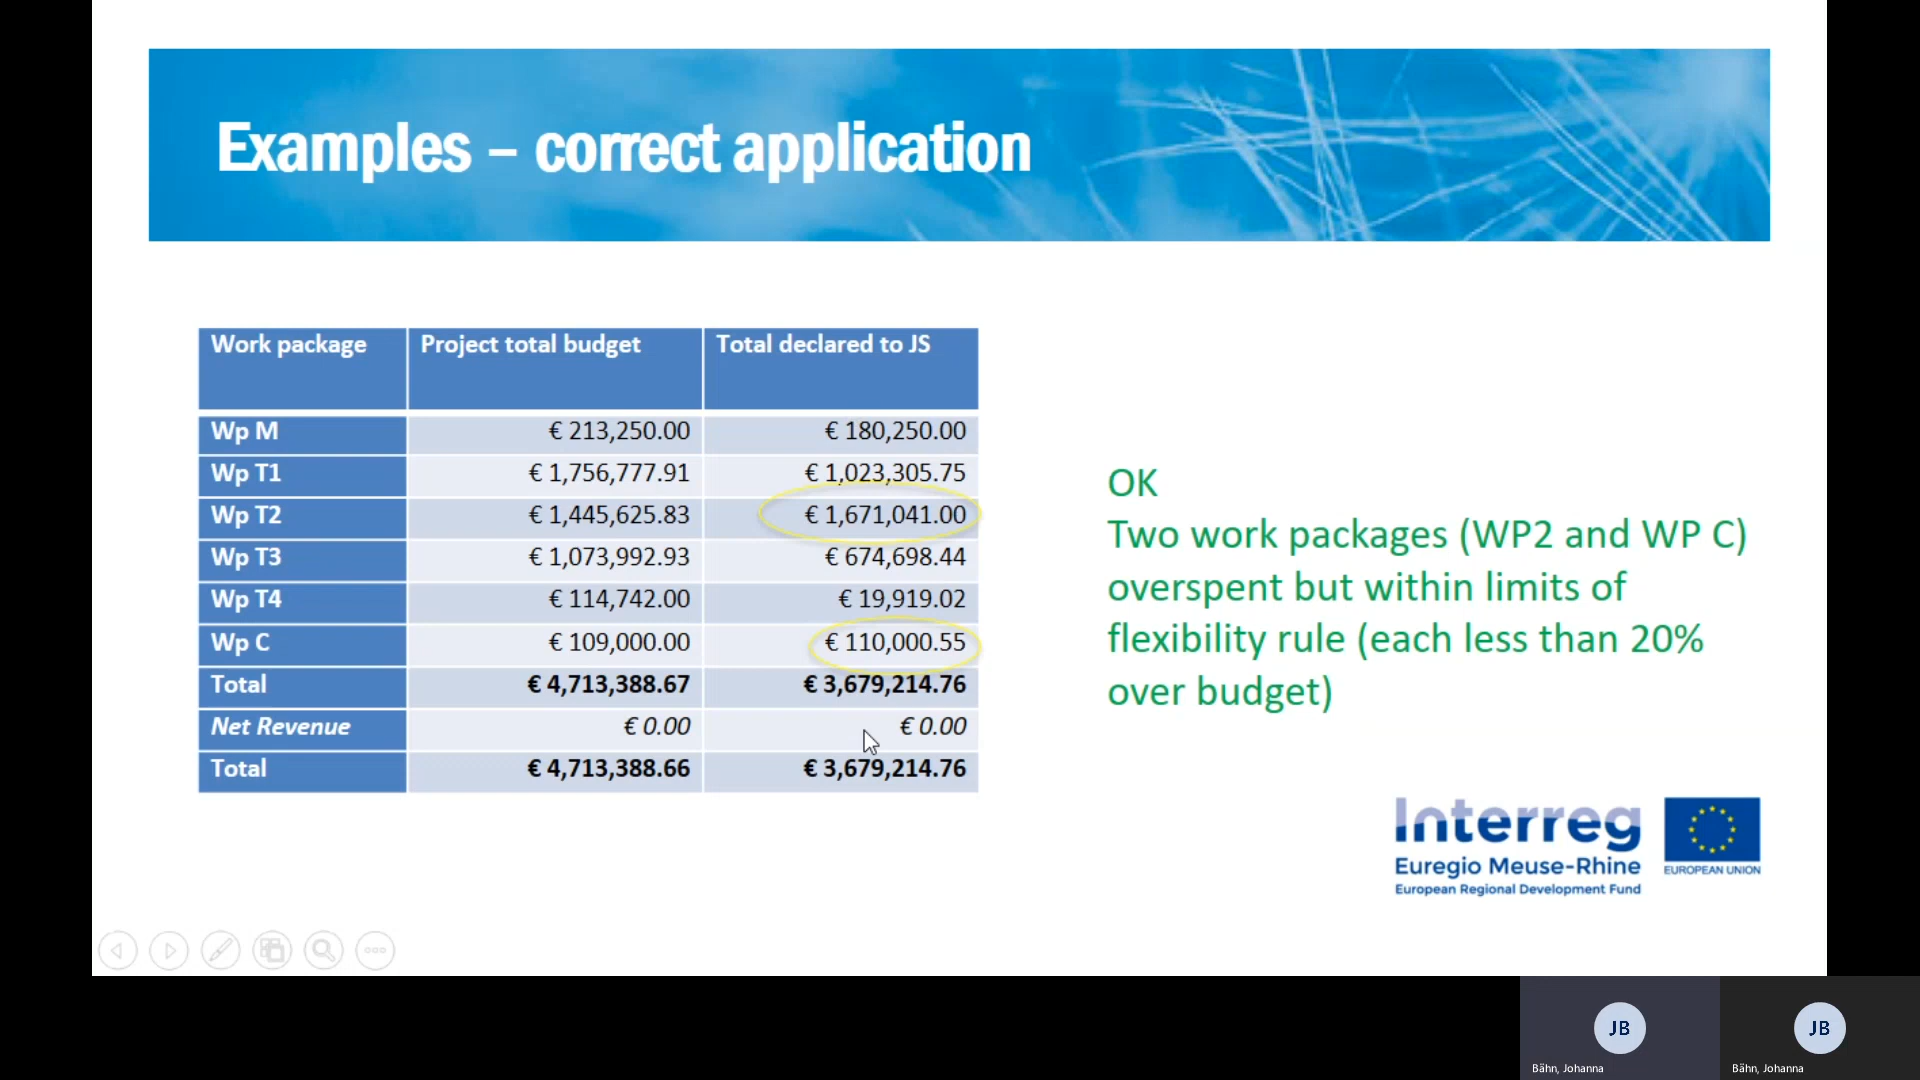 Examples – correct application
Work package Project total budget Total declared to JS
Wp M € 213,250.00 € 180,250.00
Wp T1 € 1,756,777.91 € 1,023,305.75
Wp T2 € 1,445,625.83 € 1,671,041.00
Wp T3 € 1,073,992.93 € 674,698.44
Wp T4 € 114,742.00 € 19,919.02
Wp C € 109,000.00 € 110,000.55
Total € 4,713,388.67 € 3,679,214.76
Net Revenue € 0.00 € 0.00
Total € 4,713,388.66 € 3,679,214.76
OK
Two work packages (WP2 and WP C)
overspent but within limits of
flexibility rule (each less than 20%
over budget)
Interreg
Euregio Meuse-Rhine
European Regional Development Fund
EUROPEAN UNION
JB
Bähn, Johanna
JB
Bähn, Johanna